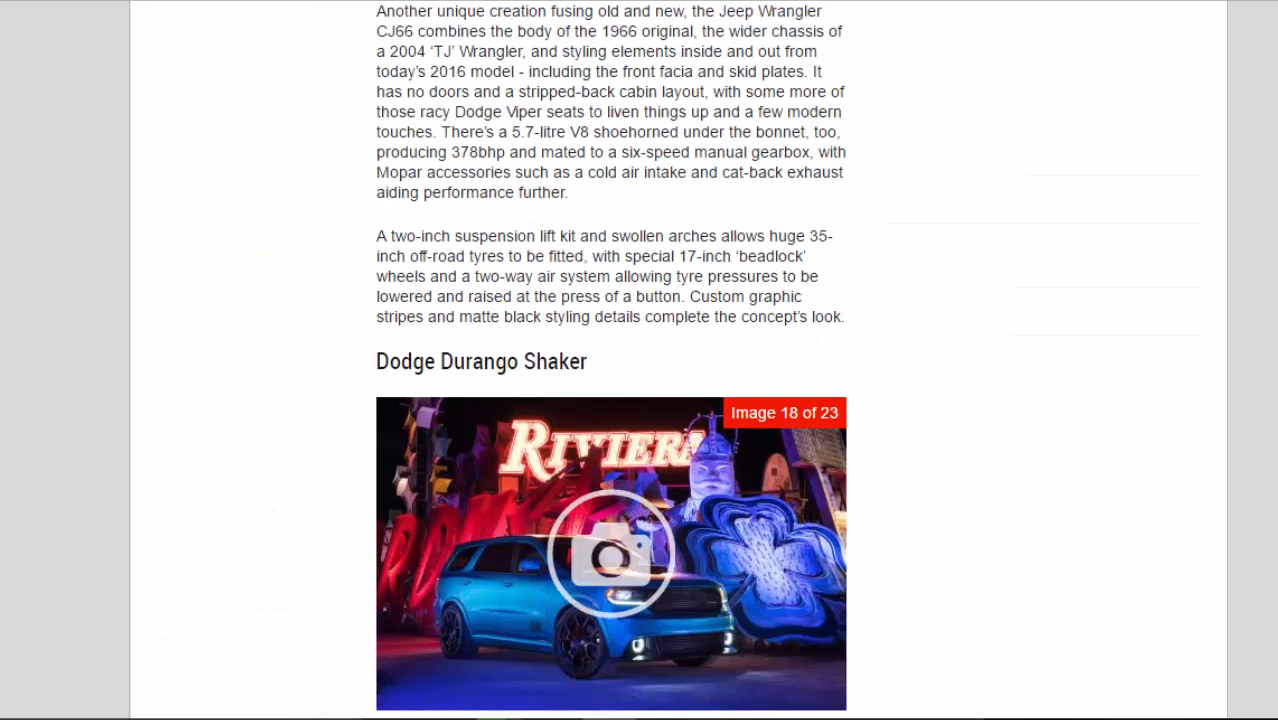 Another unique creation fusing old and new, the Jeep Wrangler
CJ66 combines the body of the 1966 original, the wider chassis of
a 2004 ‘TJ’ Wrangler, and styling elements inside and out from
today’s 2016 model - including the front facia and skid plates. It
has no doors and a stripped-back cabin layout, with some more of
those racy Dodge Viper seats to liven things up and a few modern
touches. There’s a 5.7-litre V8 shoehorned under the bonnet, too,
producing 378bhp and mated to a six-speed manual gearbox, with
Mopar accessories such as a cold air intake and cat-back exhaust
aiding performance further.
A two-inch suspension lift kit and swollen arches allows huge 35-
inch off-road tyres to be fitted, with special 17-inch ‘beadlock’
wheels and a two-way air system allowing tyre pressures to be
lowered and raised at the press of a button. Custom graphic
stripes and matte black styling details complete the concept’s look.
Dodge Durango Shaker
Image 18 of 23
RIVIERA